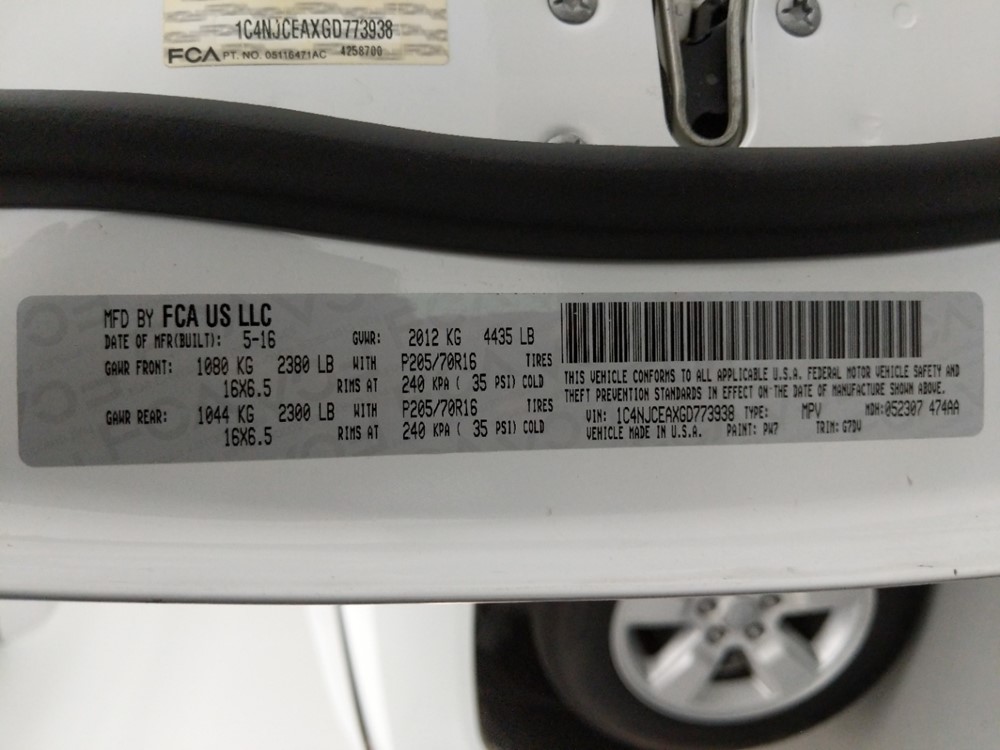 1C4NJCEAXGD773938
FCA PT. NO. 05116471AC 4258700
MFD BY FCA US LLC
DATE OF MFR(BUILT): 5-16 GVWR: 2012 KG 4435 LB
GAWR FRONT: 1080 KG 2380 LB WITH P205/70R16 TIRES
16X6.5 RIMS AT 240 KPA ( 35 PSI) COLD
GAWR REAR: 1044 KG 2300 LB WITH P205/70R16 TIRES
16X6.5 RIMS AT 240 KPA ( 35 PSI) COLD
THIS VEHICLE CONFORMS TO ALL APPLICABLE U.S.A. FEDERAL MOTOR VEHICLE SAFETY AND
THEFT PREVENTION STANDARDS IN EFFECT ON THE DATE OF MANUFACTURE SHOWN ABOVE.
VIN: 1C4NJCEAXGD773938 TYPE: MPV MDH:052307 474AA
VEHICLE MADE IN U.S.A. PAINT: PW7 TRIM: G7DV